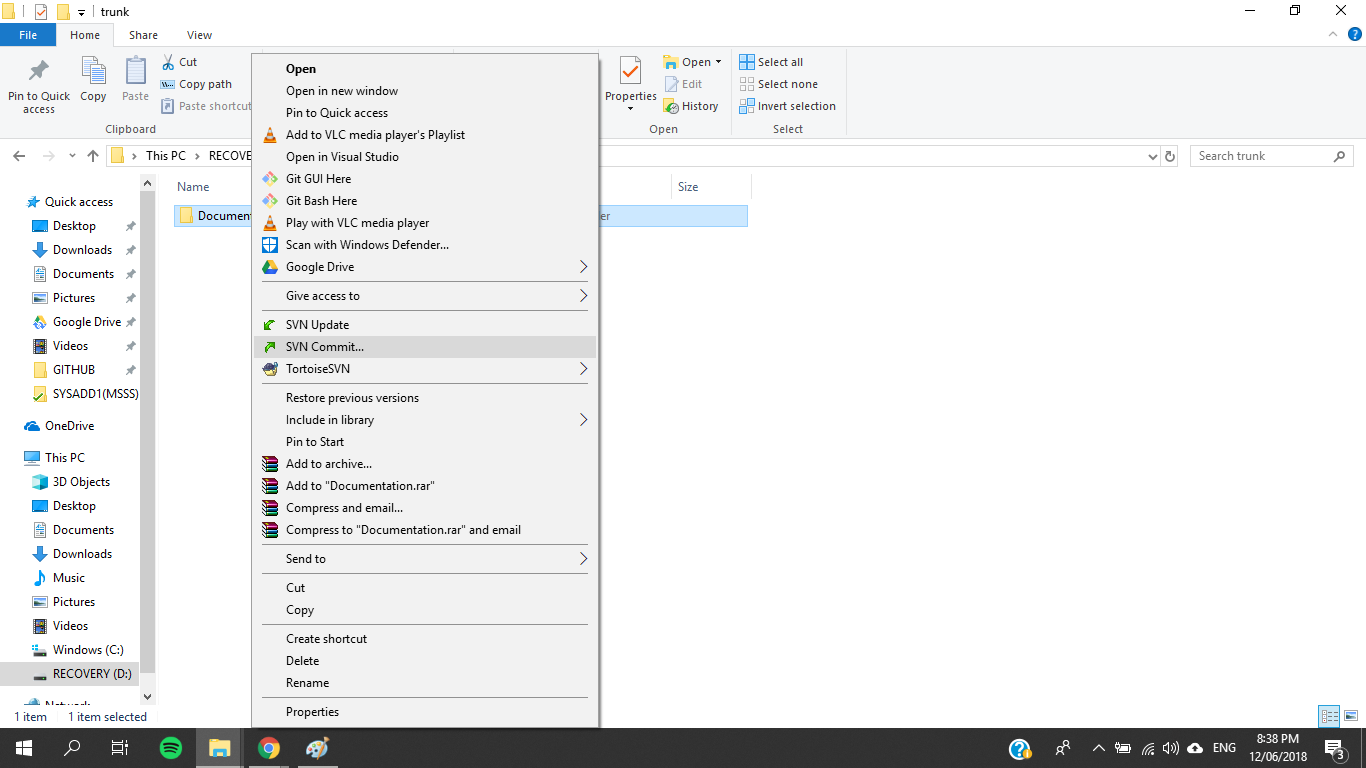 trunk
File Home Share View
Pin to Quick access
Copy
Paste
Cut
Copy path
Paste shortcut
Clipboard
Properties
Open
Edit
History
Open
Select all
Select none
Invert selection
Select
This PC
Search trunk
Name
Size
Quick access
Desktop
Downloads
Documents
Pictures
Google Drive
Videos
GITHUB
SYSADD1(MSSS)
OneDrive
This PC
3D Objects
Desktop
Documents
Downloads
Music
Pictures
Videos
Windows (C:)
RECOVERY (D:)
Network
Open
Open in new window
Pin to Quick access
Add to VLC media player's Playlist
Open in Visual Studio
Git GUI Here
Git Bash Here
Play with VLC media player
Scan with Windows Defender...
Google Drive
Give access to
SVN Update
SVN Commit...
TortoiseSVN
Restore previous versions
Include in library
Pin to Start
Add to archive...
Add to "Documentation.rar"
Compress and email...
Compress to "Documentation.rar" and email
Send to
Cut
Copy
Create shortcut
Delete
Rename
Properties
1 item 1 item selected
ENG
8:38 PM
12/06/2018
3